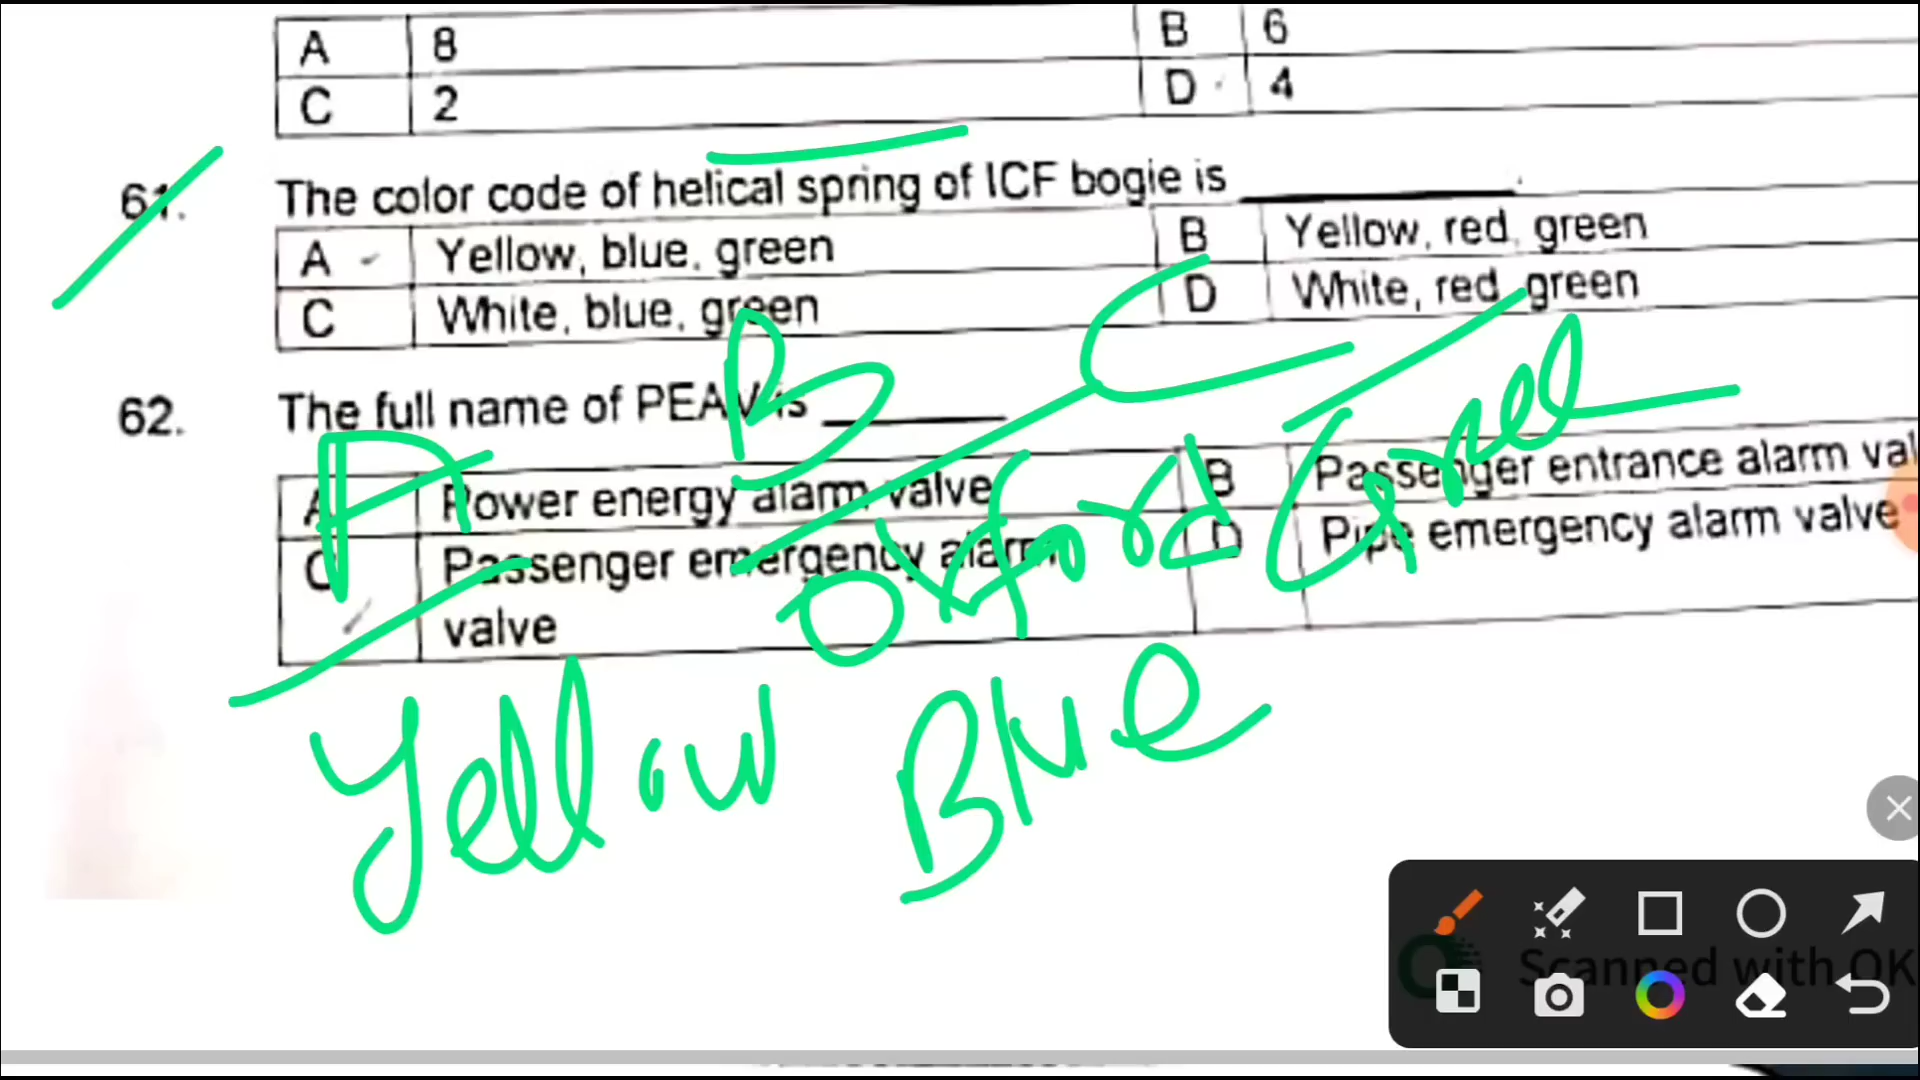 A 8 B 6
C 2 D 4
61. The color code of helical spring of ICF bogie is
A Yellow, blue, green B Yellow, red, green
C White, blue, green D White, red, green
62. The full name of PEAV is
A Power energy alarm valve B Passenger entrance alarm val
C Passenger emergency alarm D Pipe emergency alarm valve
valve
A B C
Oxford
Yellow Blue
Scanned with OK